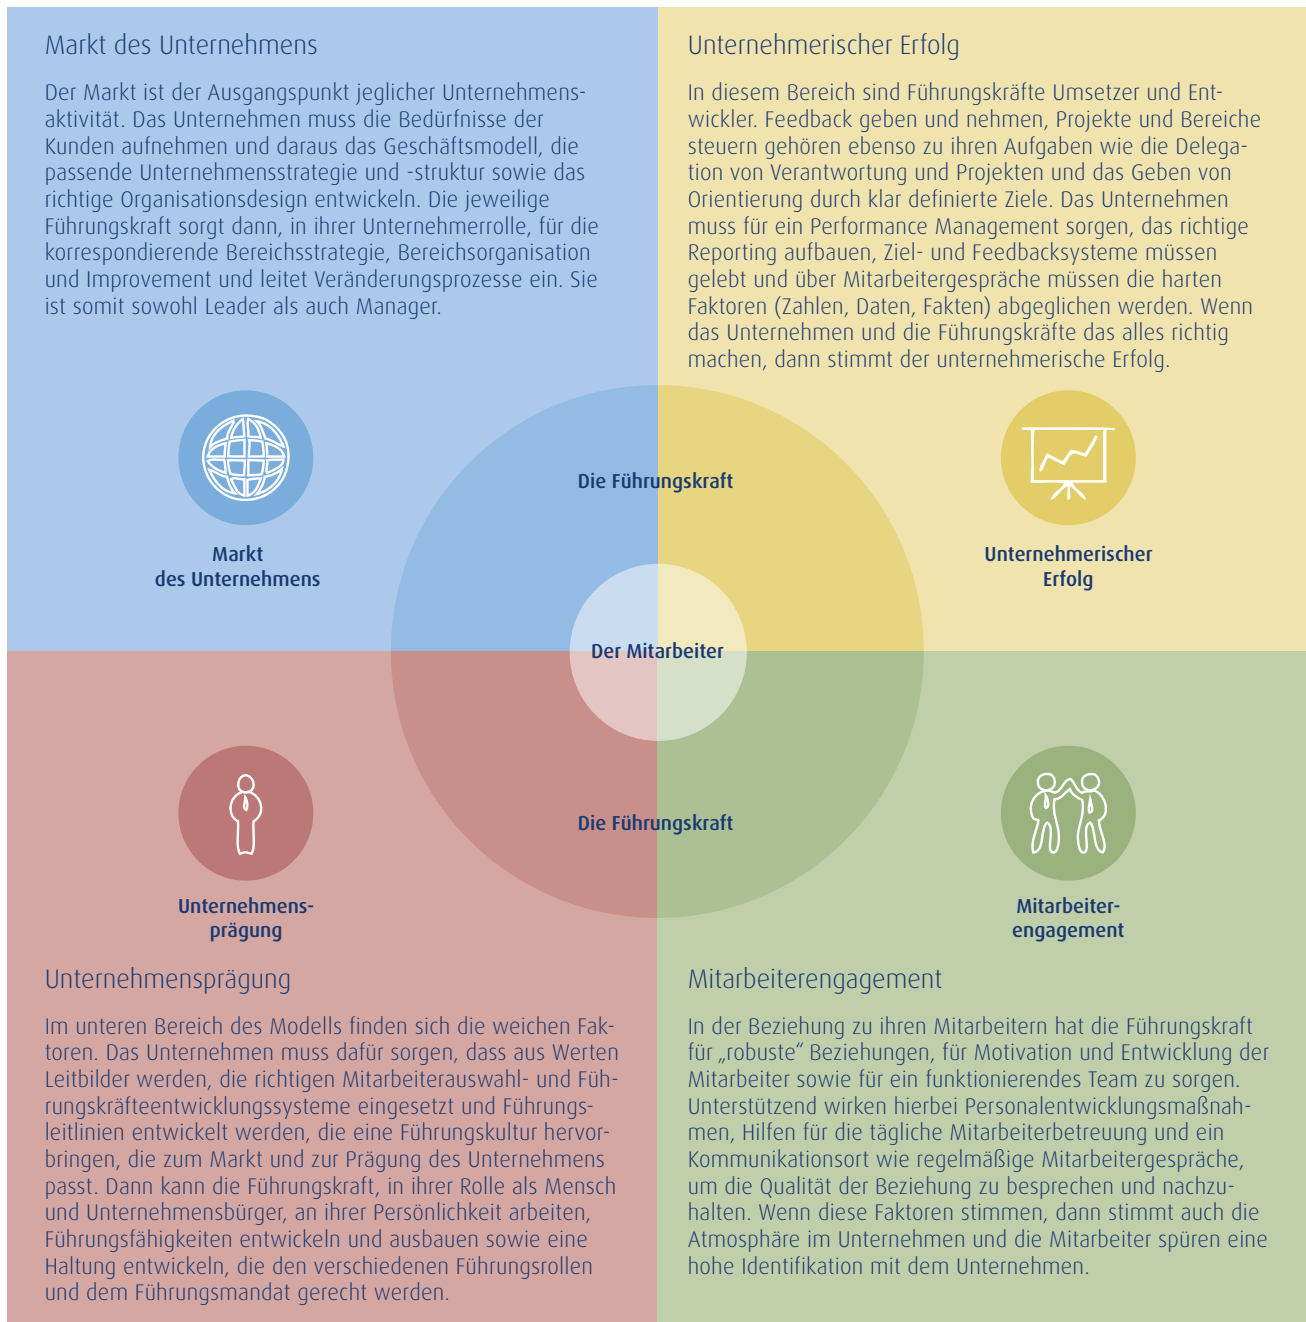 Markt des Unternehmens
Der Markt ist der Ausgangspunkt jeglicher Unternehmens-
aktivität. Das Unternehmen muss die Bedürfnisse der
Kunden aufnehmen und daraus das Geschäftsmodell, die
passende Unternehmensstrategie und -struktur sowie das
richtige Organisationsdesign entwickeln. Die jeweilige
Führungskraft sorgt dann, in ihrer Unternehmerrolle, für die
korrespondierende Bereichsstrategie, Bereichsorganisation
und Improvement und leitet Veränderungsprozesse ein. Sie
ist somit sowohl Leader als auch Manager.
Unternehmerischer Erfolg
In diesem Bereich sind Führungskräfte Umsetzer und Ent-
wickler. Feedback geben und nehmen, Projekte und Bereiche
steuern gehören ebenso zu ihren Aufgaben wie die Delega-
tion von Verantwortung und Projekten und das Geben von
Orientierung durch klar definierte Ziele. Das Unternehmen
muss für ein Performance Management sorgen, das richtige
Reporting aufbauen, Ziel- und Feedbacksysteme müssen
gelebt und über Mitarbeitergespräche müssen die harten
Faktoren (Zahlen, Daten, Fakten) abgeglichen werden. Wenn
das Unternehmen und die Führungskräfte das alles richtig
machen, dann stimmt der unternehmerische Erfolg.
Die Führungskraft
Markt
des Unternehmens
Unternehmerischer
Erfolg
Der Mitarbeiter
Die Führungskraft
Unternehmens-
prägung
Mitarbeiter-
engagement
Unternehmensprägung
Im unteren Bereich des Modells finden sich die weichen Fak-
toren. Das Unternehmen muss dafür sorgen, dass aus Werten
Leitbilder werden, die richtigen Mitarbeiterauswahl- und Füh-
rungskräfteentwicklungssysteme eingesetzt und Führungs-
leitlinien entwickelt werden, die eine Führungskultur hervor-
bringen, die zum Markt und zur Prägung des Unternehmens
passt. Dann kann die Führungskraft, in ihrer Rolle als Mensch
und Unternehmensbürger, an ihrer Persönlichkeit arbeiten,
Führungsfähigkeiten entwickeln und ausbauen sowie eine
Haltung entwickeln, die den verschiedenen Führungsrollen
und dem Führungsmandat gerecht werden.
Mitarbeiterengagement
In der Beziehung zu ihren Mitarbeitern hat die Führungskraft
für „robuste“ Beziehungen, für Motivation und Entwicklung der
Mitarbeiter sowie für ein funktionierendes Team zu sorgen.
Unterstützend wirken hierbei Personalentwicklungsmaßnah-
men, Hilfen für die tägliche Mitarbeiterbetreuung und ein
Kommunikationsort wie regelmäßige Mitarbeitergespräche,
um die Qualität der Beziehung zu besprechen und nachzu-
halten. Wenn diese Faktoren stimmen, dann stimmt auch die
Atmosphäre im Unternehmen und die Mitarbeiter spüren eine
hohe Identifikation mit dem Unternehmen.